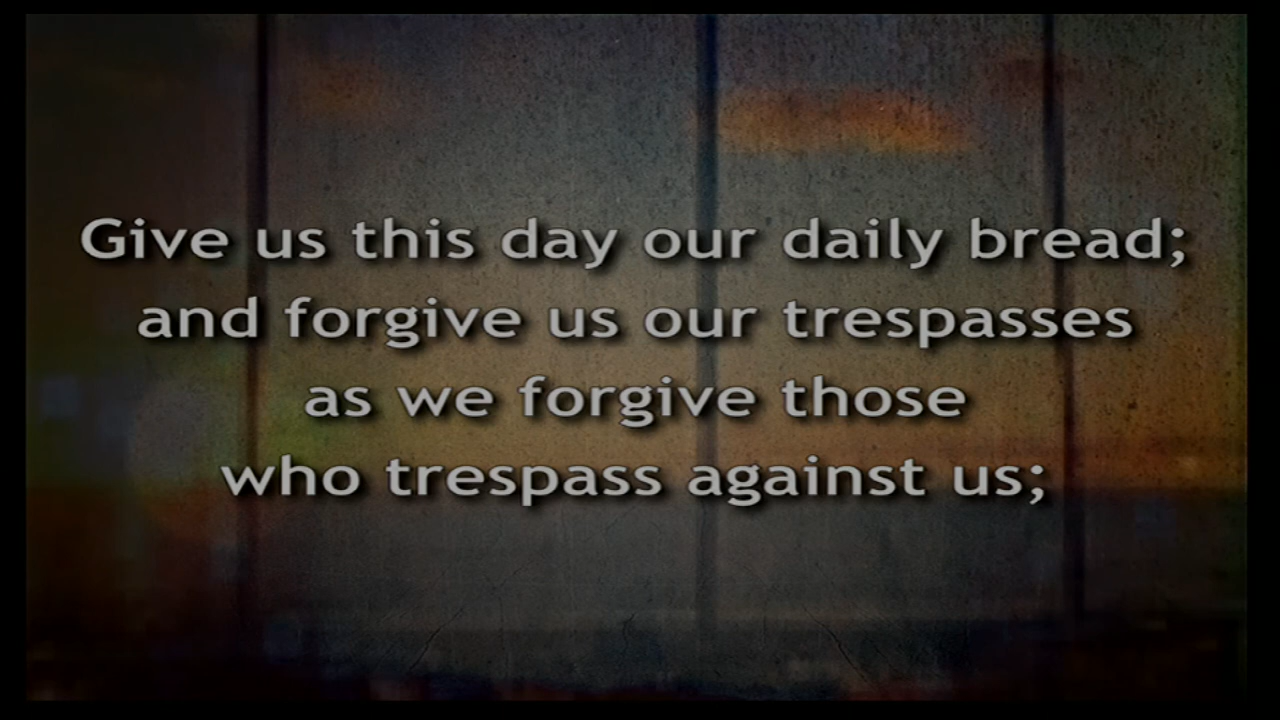 Give us this day our daily bread;
and forgive us our trespasses
as we forgive those
who trespass against us;